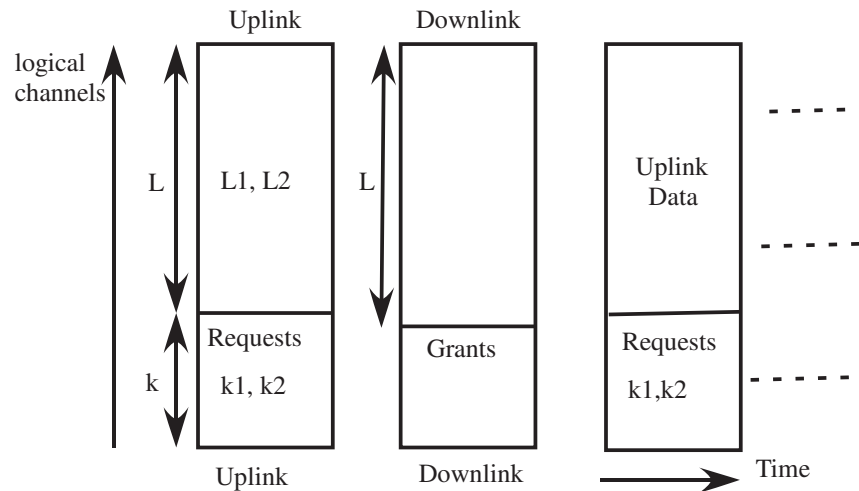 Uplink
Downlink
logical
channels
L
L1, L2
L
Uplink
Data
Requests
k
k1, k2
Grants
Requests
k1,k2
Uplink
Downlink
Time